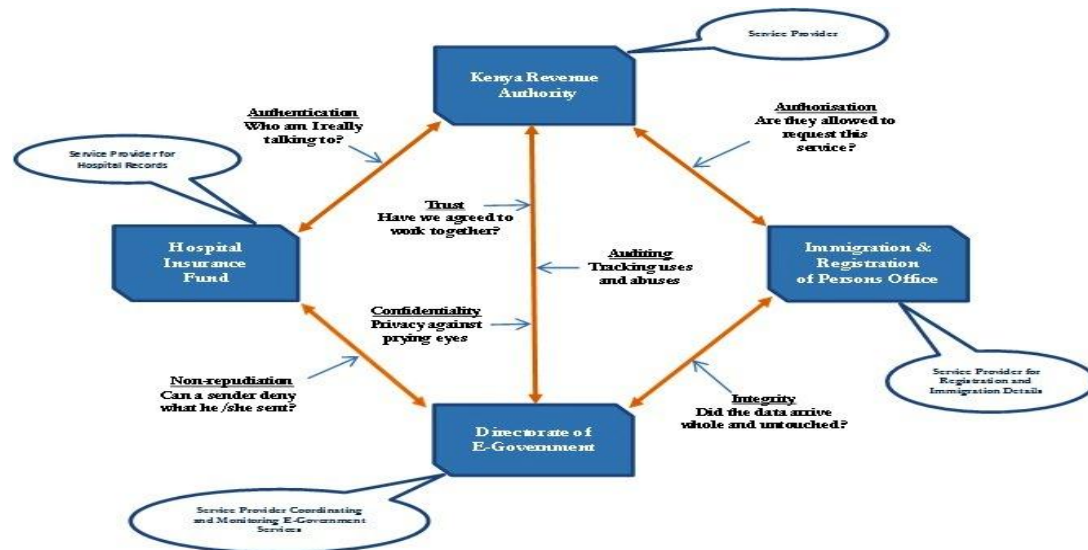 Service Provider
Kenya Revenue
Authority
Authentication
Who am I really
talking to?
Authorisation
Are they allowed to
request this
service?
Service Provider for
Hospital Records
Trust
Have we agreed to
work together?
Hospital
Insurance
Fund
Auditing
Tracking uses
and abuses
Immigration &
Registration
of Persons Office
Confidentiality
Privacy against
prying eyes
Non-repudiation
Can a sender deny
what he /she sent?
Integrity
Did the data arrive
whole and untouched?
Service Provider for
Registration and
Immigration Details
Directorate of
E-Government
Service Provider Coordinating
and Monitoring E-Government
Services